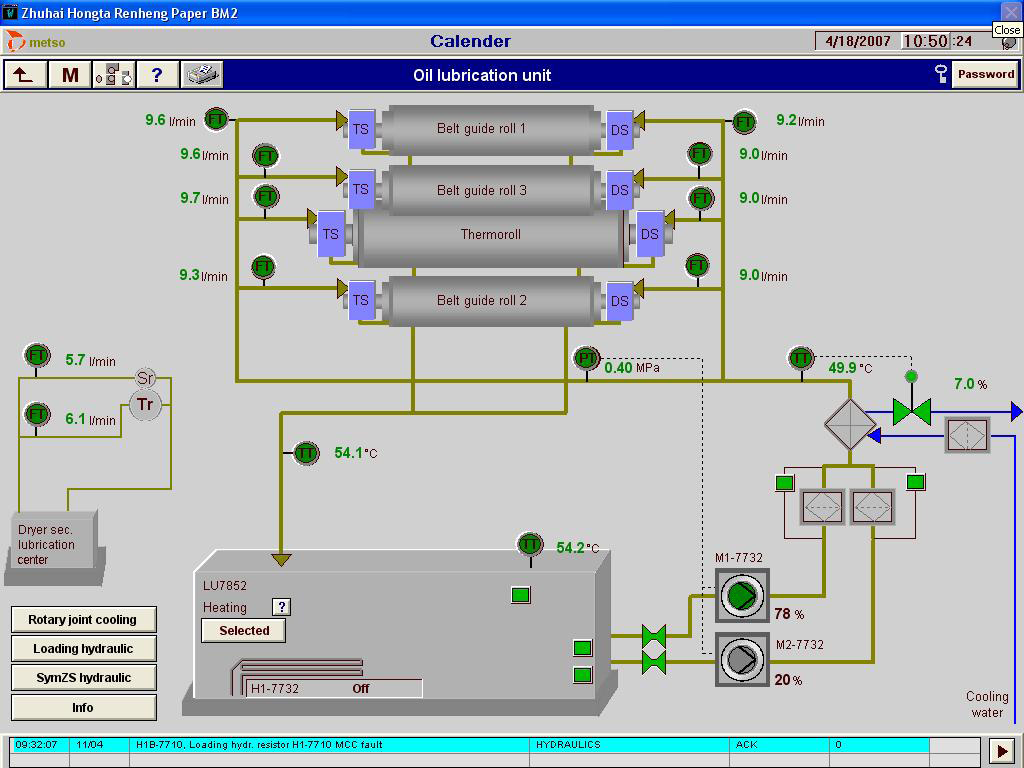 Zhuhai Hongta Renheng Paper BM2
Close
metso
Calender
4/18/2007 10:50:24
M
?
Oil lubrication unit
Password
9.6 l/min
FT
TS
Belt guide roll 1
DS
FT
9.2 l/min
9.6 l/min
FT
TS
Belt guide roll 3
DS
FT
9.0 l/min
9.7 l/min
FT
TS
Thermoroll
DS
FT
9.0 l/min
9.3 l/min
FT
TS
Belt guide roll 2
DS
FT
9.0 l/min
FT
5.7 l/min
Sr
Tr
FT
6.1 l/min
PT
0.40 MPa
TT
49.9 °C
7.0 %
TT
54.1 °C
Dryer sec.
lubrication
center
TT
54.2 °C
LU7852
Heating
?
Selected
H1-7732
Off
M1-7732
78 %
M2-7732
20 %
Cooling
water
Rotary joint cooling
Loading hydraulic
SymZS hydraulic
Info
09:32:07 11/04 H1B-7710, Loading hydr. resistor H1-7710 MCC fault HYDRAULICS ACK 0